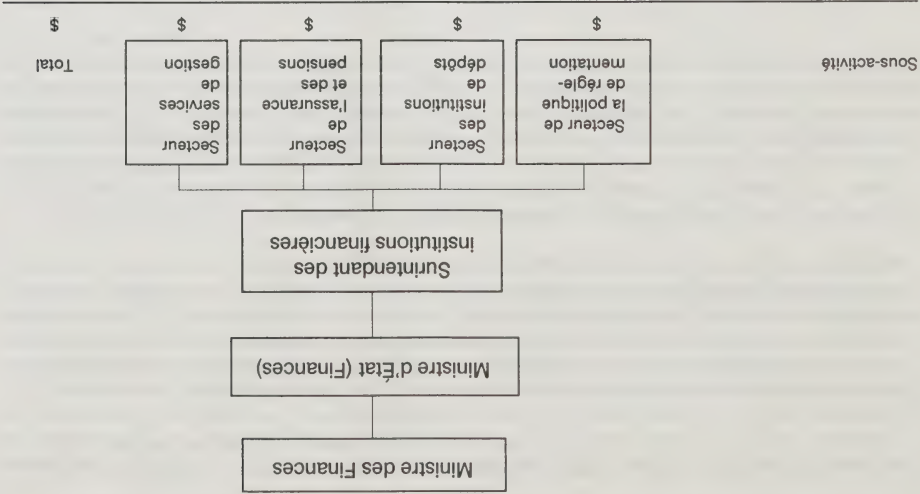 Ministre des Finances
Ministre d'État (Finances)
Surintendant des
institutions financières
Sous-activité
Secteur de
la politique
de régle-
mentation
$
Secteur
des
institutions
de
dépôts
$
Secteur
de
l'assurance
et des
pensions
$
Secteur
des
services
de
gestion
$
Total
$